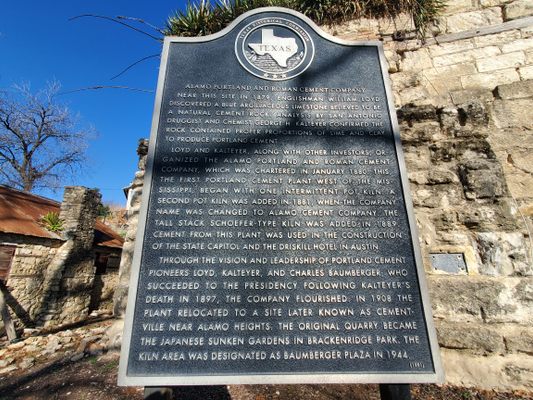 TEXAS HISTORICAL COMMISSION
TEXAS
ALAMO PORTLAND AND ROMAN CEMENT COMPANY
NEAR THIS SITE IN 1879, ENGLISHMAN WILLIAM LOYD
DISCOVERED A BLUE ARGILLACEOUS LIMESTONE BELIEVED TO BE
A NATURAL CEMENT ROCK. ANALYSIS BY SAN ANTONIO
DRUGGIST AND CHEMIST GEORGE H. KALTEYER CONFIRMED THE
ROCK CONTAINED PROPER PROPORTIONS OF LIME AND CLAY
TO PRODUCE PORTLAND CEMENT.
LOYD AND KALTEYER, ALONG WITH OTHER INVESTORS, OR-
GANIZED THE ALAMO PORTLAND AND ROMAN CEMENT
COMPANY, WHICH WAS CHARTERED IN JANUARY 1880. THIS,
THE FIRST PORTLAND CEMENT PLANT WEST OF THE MIS-
SISSIPPI, BEGAN WITH ONE INTERMITTENT POT KILN. A
SECOND POT KILN WAS ADDED IN 1881, WHEN THE COMPANY
NAME WAS CHANGED TO ALAMO CEMENT COMPANY. THE
TALL STACK SCHOEFER-TYPE KILN WAS ADDED IN 1889.
CEMENT FROM THIS PLANT WAS USED IN THE CONSTRUCTION
OF THE STATE CAPITOL AND THE DRISKILL HOTEL IN AUSTIN.
THROUGH THE VISION AND LEADERSHIP OF PORTLAND CEMENT
PIONEERS LOYD, KALTEYER, AND CHARLES BAUMBERGER, WHO
SUCCEEDED TO THE PRESIDENCY FOLLOWING KALTEYER'S
DEATH IN 1897, THE COMPANY FLOURISHED. IN 1908 THE
PLANT RELOCATED TO A SITE LATER KNOWN AS CEMENT-
VILLE NEAR ALAMO HEIGHTS. THE ORIGINAL QUARRY BECAME
THE JAPANESE SUNKEN GARDENS IN BRACKENRIDGE PARK. THE
KILN AREA WAS DESIGNATED AS BAUMBERGER PLAZA IN 1944.